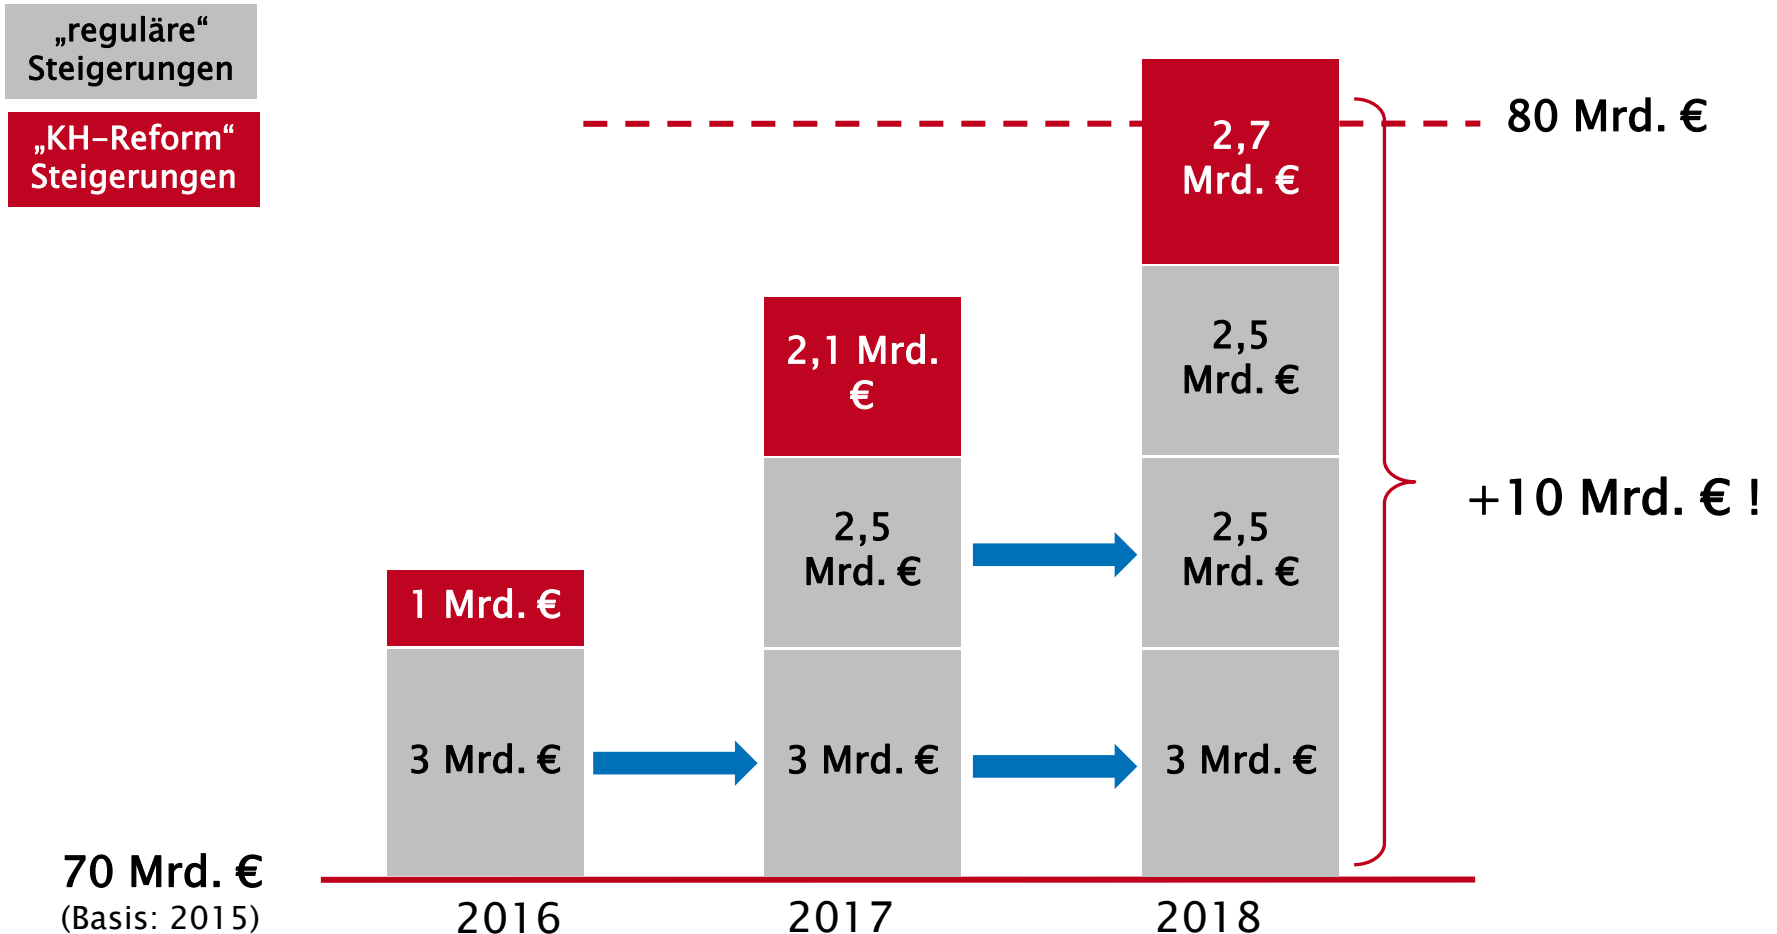 „reguläre“
Steigerungen
„KH-Reform“
Steigerungen
80 Mrd. €
2,7
Mrd. €
2,1 Mrd.
€
2,5
Mrd. €
+10 Mrd. € !
2,5
Mrd. €
2,5
Mrd. €
1 Mrd. €
3 Mrd. €
3 Mrd. €
3 Mrd. €
70 Mrd. €
(Basis: 2015)
2016
2017
2018